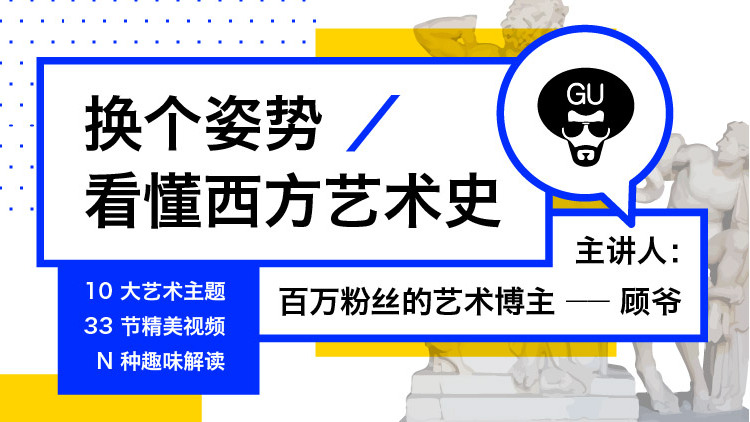 换个姿势
看懂西方艺术史
GU
主讲人：
百万粉丝的艺术博主 —— 顾爷
10 大艺术主题
33 节精美视频
N 种趣味解读